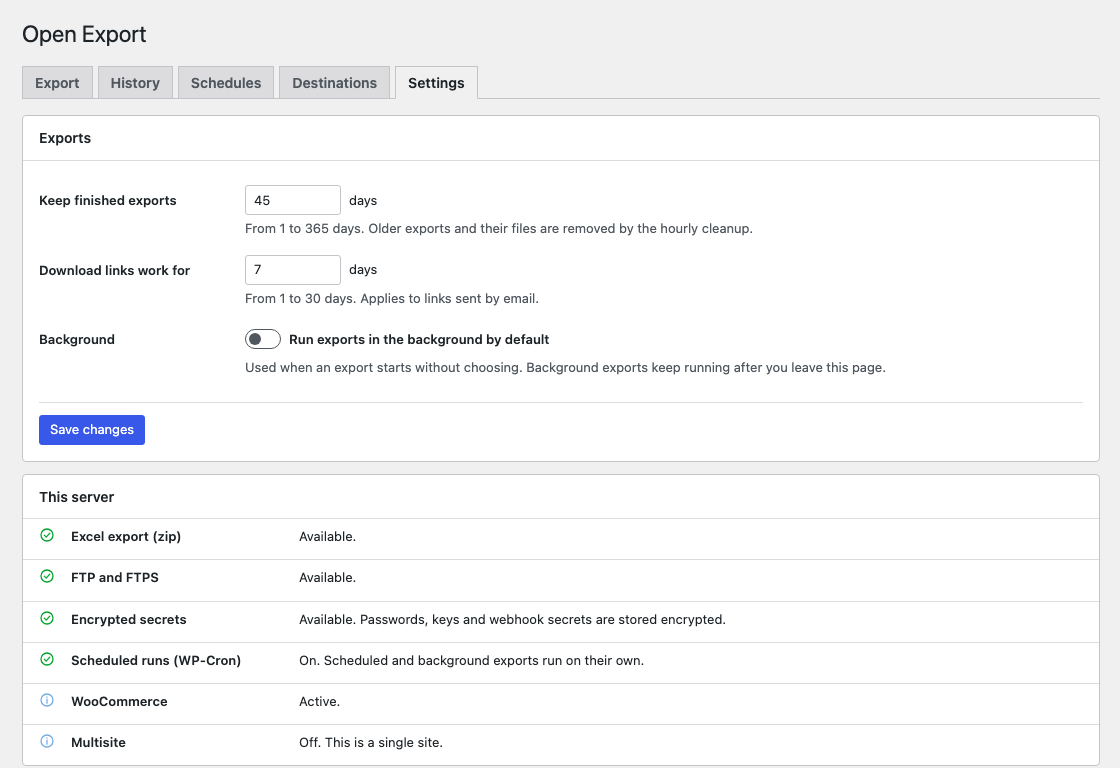 Open Export
Export History Schedules Destinations Settings
Exports
Keep finished exports 45 days
From 1 to 365 days. Older exports and their files are removed by the hourly cleanup.
Download links work for 7 days
From 1 to 30 days. Applies to links sent by email.
Background Run exports in the background by default
Used when an export starts without choosing. Background exports keep running after you leave this page.
Save changes
This server
Excel export (zip) Available.
FTP and FTPS Available.
Encrypted secrets Available. Passwords, keys and webhook secrets are stored encrypted.
Scheduled runs (WP-Cron) On. Scheduled and background exports run on their own.
WooCommerce Active.
Multisite Off. This is a single site.